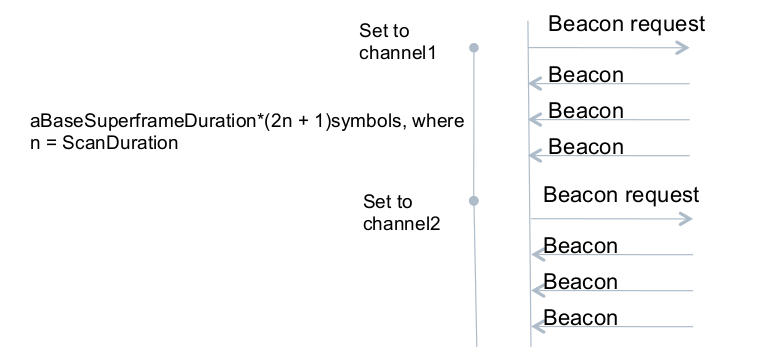 Set to
channel1
Beacon request
Beacon
Beacon
Beacon
aBaseSuperframeDuration*(2n + 1)symbols, where
n = ScanDuration
Set to
channel2
Beacon request
Beacon
Beacon
Beacon